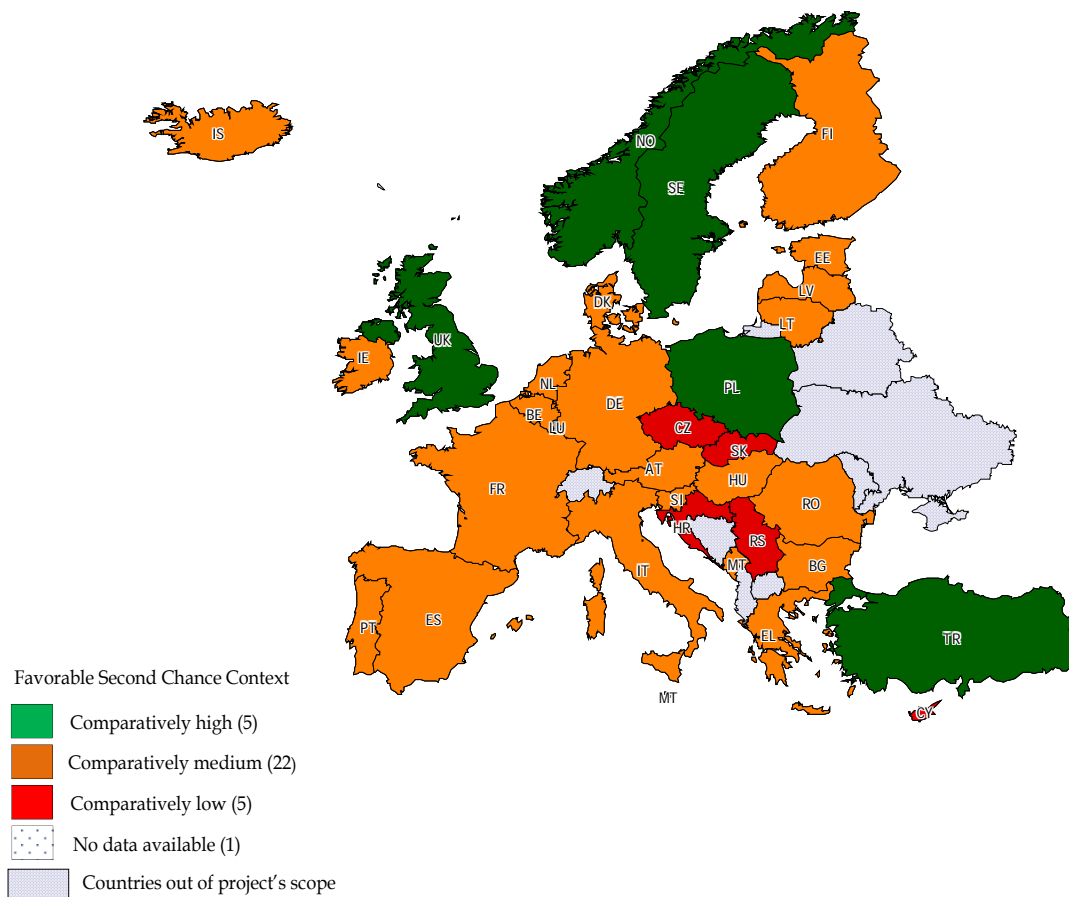 IS
NO
FI
SE
EE
LV
DK
LT
UK
IE
NL
PL
DE
BE
LU
CZ
SK
AT
HU
FR
SI
RO
HR
RS
MT
BG
IT
ES
PT
EL
TR
MT
CY
Favorable Second Chance Context
Comparatively high (5)
Comparatively medium (22)
Comparatively low (5)
No data available (1)
Countries out of project's scope